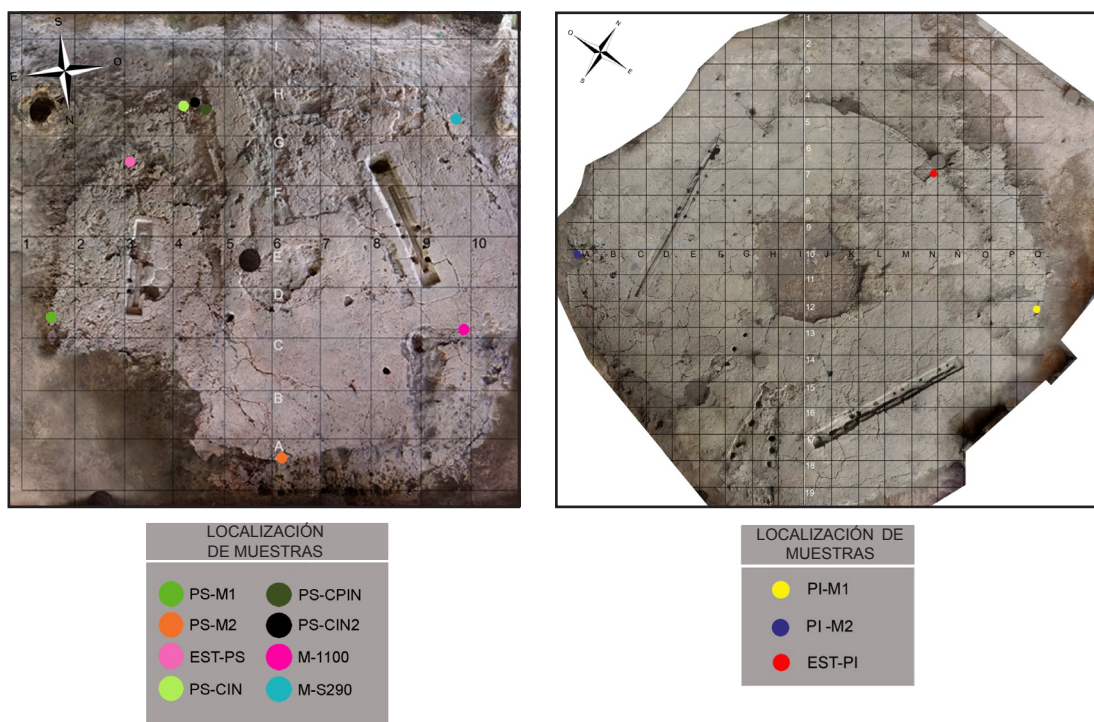 S
E
O
N
I
H
G
F
1 2 3 4 5 6 8 9 10
E
D
C
B
A
LOCALIZACIÓN
DE MUESTRAS
PS-M1
PS-CPIN
PS-M2
PS-CIN2
EST-PS
M-1100
PS-CIN
M-S290
O
N
S
E
1
2
3
4
5
6
7
8
9
A B C D E F G H I 10 J K L M N Ñ O P Q
11
12
13
14
15
16
17
18
19
LOCALIZACIÓN DE
MUESTRAS
PI-M1
PI -M2
EST-PI